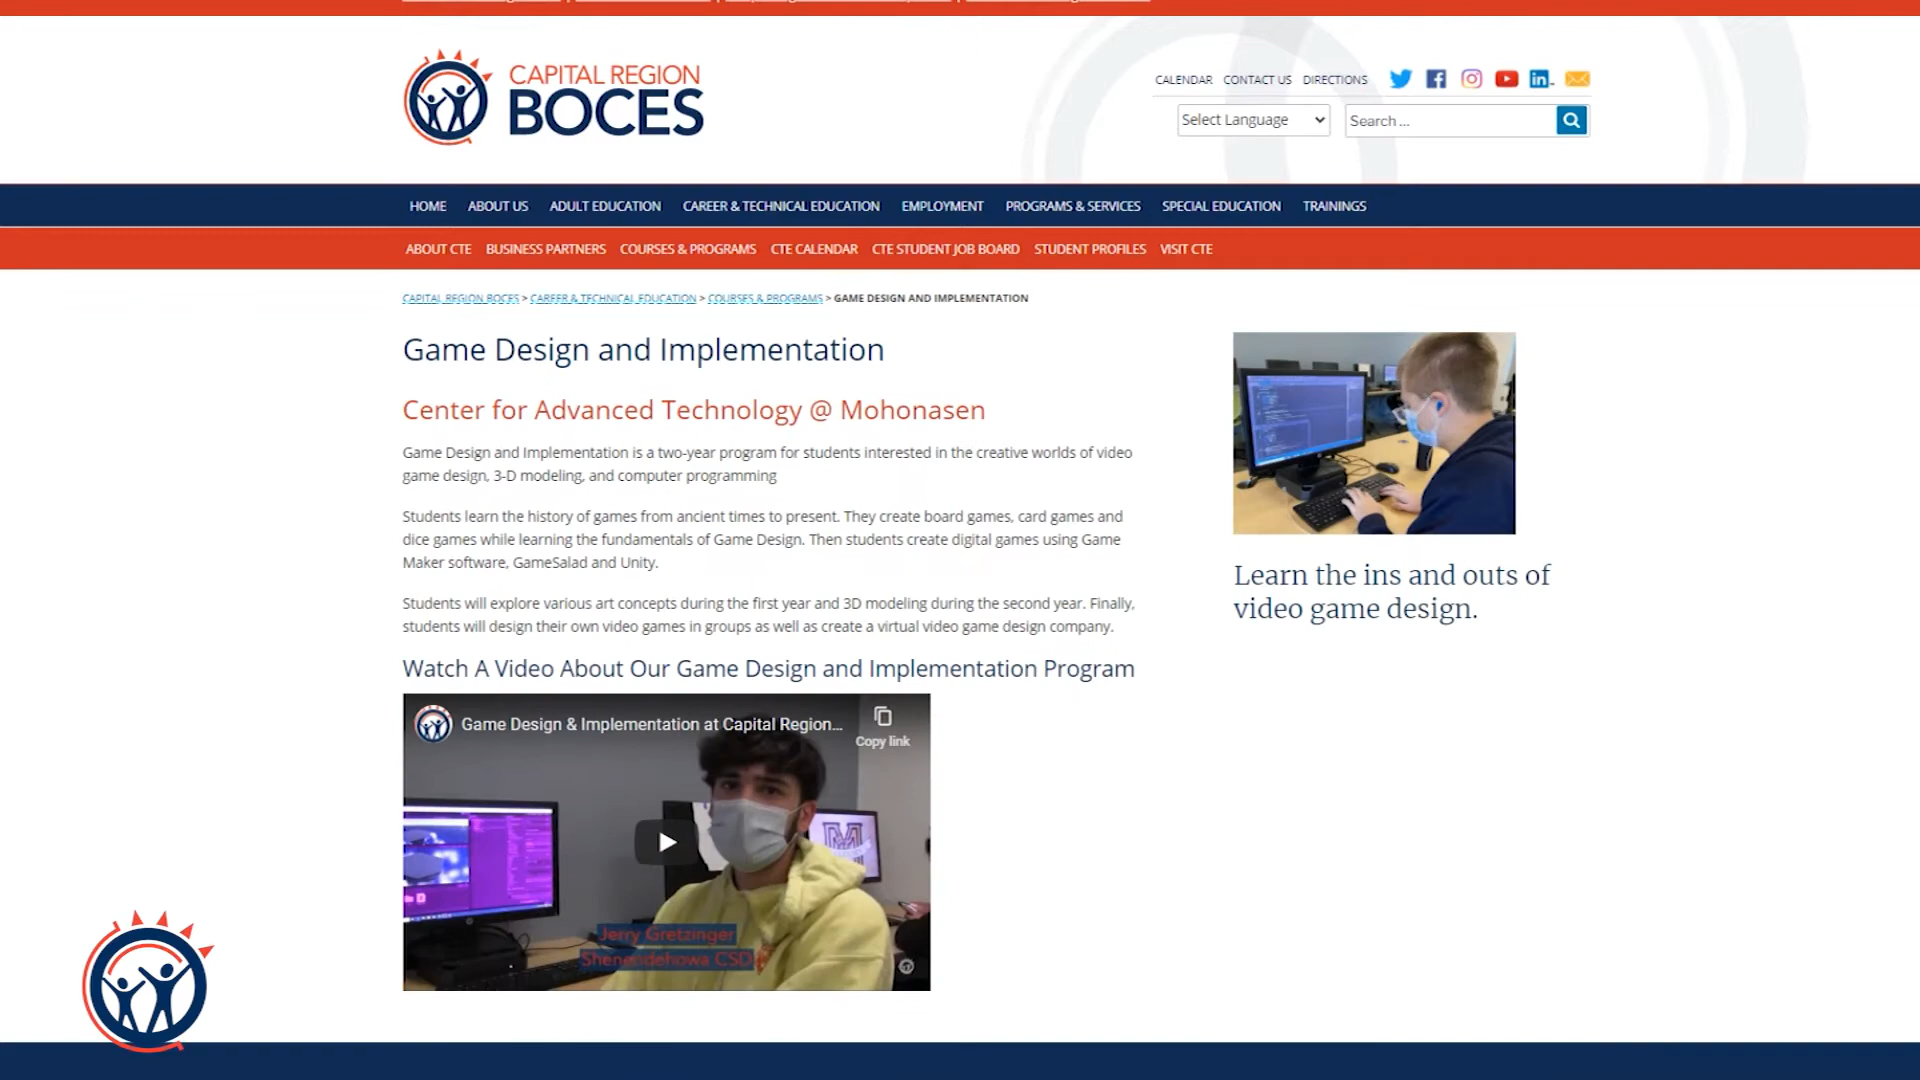 CAPITAL REGION
BOCES
CALENDAR CONTACT US DIRECTIONS
Select Language
Search ...
HOME ABOUT US ADULT EDUCATION CAREER & TECHNICAL EDUCATION EMPLOYMENT PROGRAMS & SERVICES SPECIAL EDUCATION TRAININGS
ABOUT CTE BUSINESS PARTNERS COURSES & PROGRAMS CTE CALENDAR CTE STUDENT JOB BOARD STUDENT PROFILES VISIT CTE
CAPITAL REGION BOCES > CAREER & TECHNICAL EDUCATION > COURSES & PROGRAMS > GAME DESIGN AND IMPLEMENTATION
Game Design and Implementation
Center for Advanced Technology @ Mohonasen
Game Design and Implementation is a two-year program for students interested in the creative worlds of video
game design, 3-D modeling, and computer programming
Students learn the history of games from ancient times to present. They create board games, card games and
dice games while learning the fundamentals of Game Design. Then students create digital games using Game
Maker software, GameSalad and Unity.
Students will explore various art concepts during the first year and 3D modeling during the second year. Finally,
students will design their own video games in groups as well as create a virtual video game design company.
Learn the ins and outs of
video game design.
Watch A Video About Our Game Design and Implementation Program
Game Design & Implementation at Capital Region...
Copy link
Jerry Gretzinger
Shenendehowa CSD